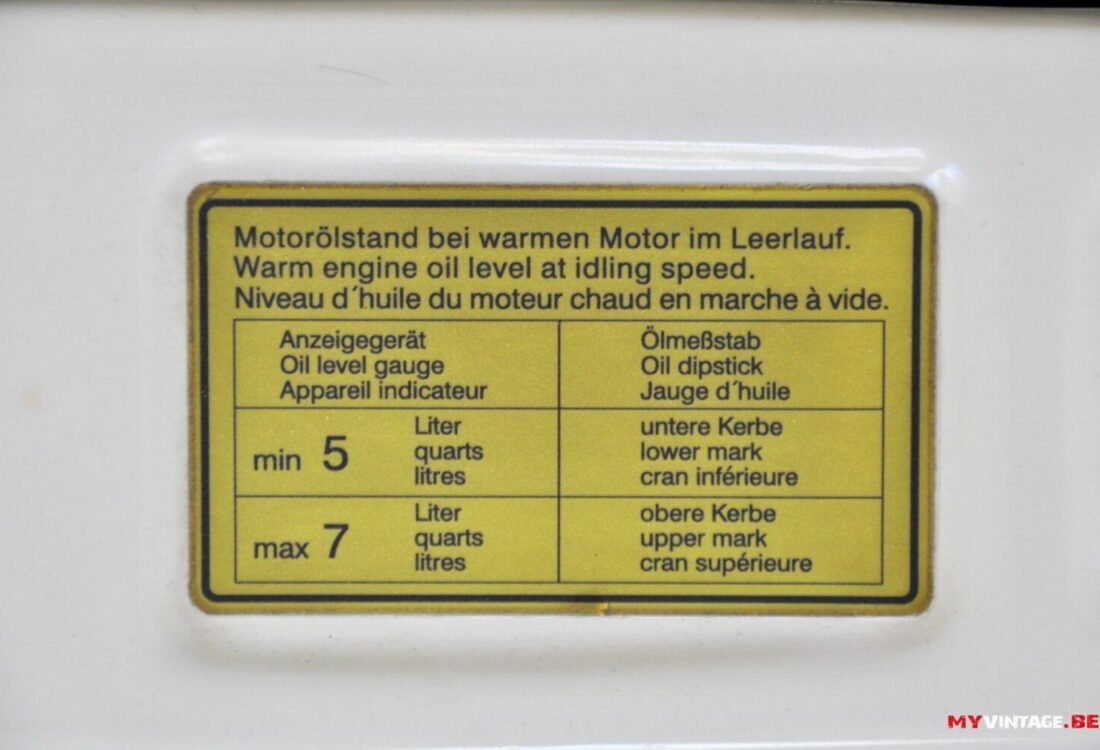 Motorölstand bei warmen Motor im Leerlauf.
Warm engine oil level at idling speed.
Niveau d´huile du moteur chaud en marche à vide.
Anzeigegerät
Oil level gauge
Appareil indicateur
Ölmeßstab
Oil dipstick
Jauge d´huile
min 5
Liter
quarts
litres
untere Kerbe
lower mark
cran inférieure
max 7
Liter
quarts
litres
obere Kerbe
upper mark
cran supérieure
MYVINTAGE.BE